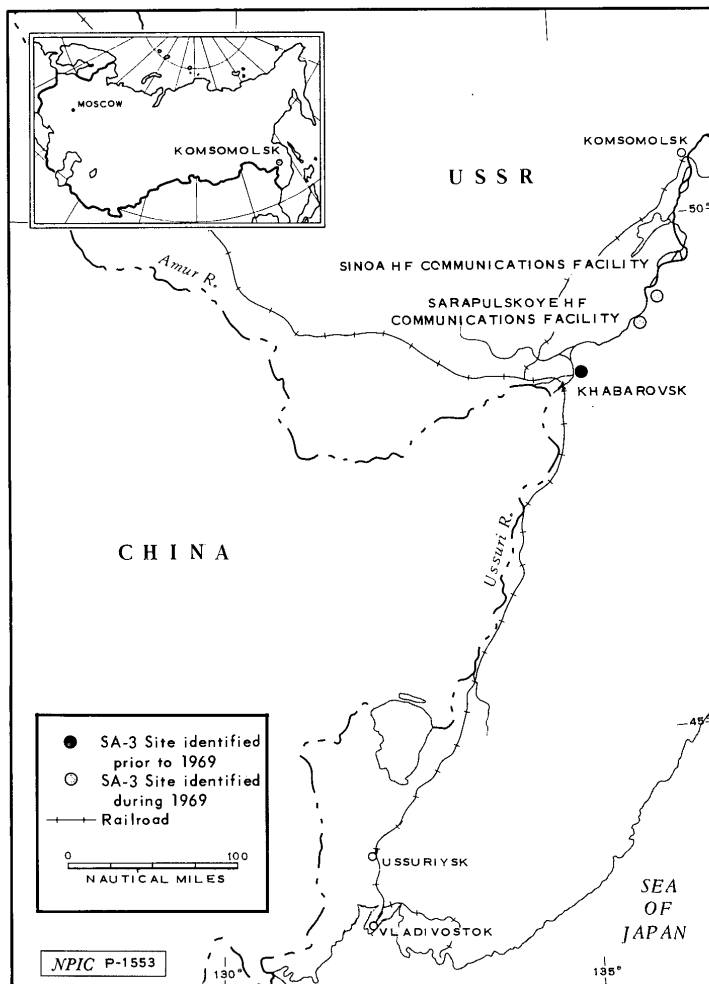 MOSCOW
KOMSOMOLSK
KOMSOMOLSK
USSR
50°
Amur R.
SINOA HF COMMUNICATIONS FACILITY
SARAPULSKOYE HF
COMMUNICATIONS FACILITY
KHABAROVSK
CHINA
Ussuri R.
SA-3 Site identified
prior to 1969
SA-3 Site identified
during 1969
Railroad
0 100
NAUTICAL MILES
45°
USSURIYSK
VLADIVOSTOK
SEA
OF
JAPAN
NPIC P-1553
130°
135°